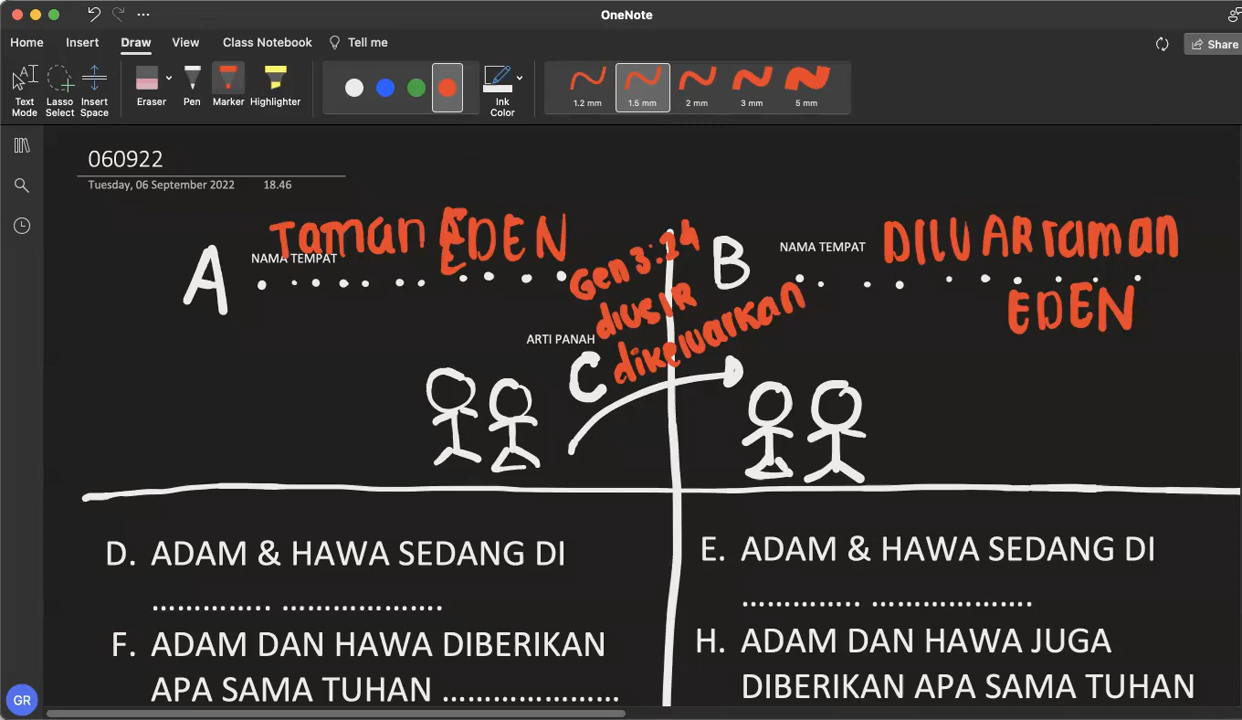 OneNote
Home Insert Draw View Class Notebook Tell me
Share
Text Mode
Lasso Select
Insert Space
Eraser
Pen
Marker
Highlighter
Ink Color
1.2 mm
1.5 mm
2 mm
3 mm
5 mm
060922
Tuesday, 06 September 2022 18.46
A
NAMA TEMPAT
Taman EDEN
B
NAMA TEMPAT
DILUAR Taman
EDEN
Gen 3:24
diusIR
dikeluarkan
ARTI PANAH
C
D. ADAM & HAWA SEDANG DI
.............. ...................
E. ADAM & HAWA SEDANG DI
.............. ...................
F. ADAM DAN HAWA DIBERIKAN
APA SAMA TUHAN .....................
H. ADAM DAN HAWA JUGA
DIBERIKAN APA SAMA TUHAN
GR